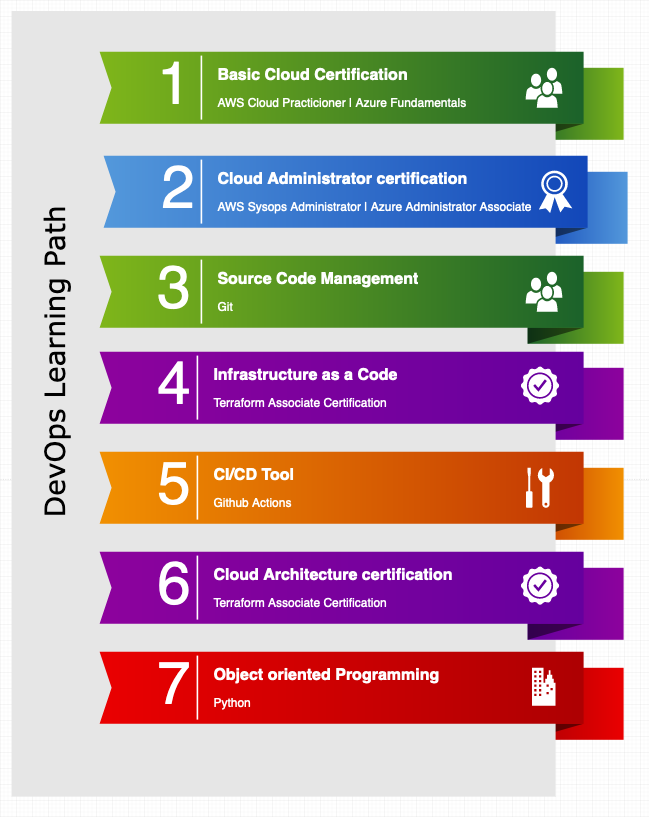 DevOps Learning Path
1
Basic Cloud Certification
AWS Cloud Practicioner | Azure Fundamentals
2
Cloud Administrator certification
AWS Sysops Administrator | Azure Administrator Associate
3
Source Code Management
Git
4
Infrastructure as a Code
Terraform Associate Certification
5
CI/CD Tool
Github Actions
6
Cloud Architecture certification
Terraform Associate Certification
7
Object oriented Programming
Python